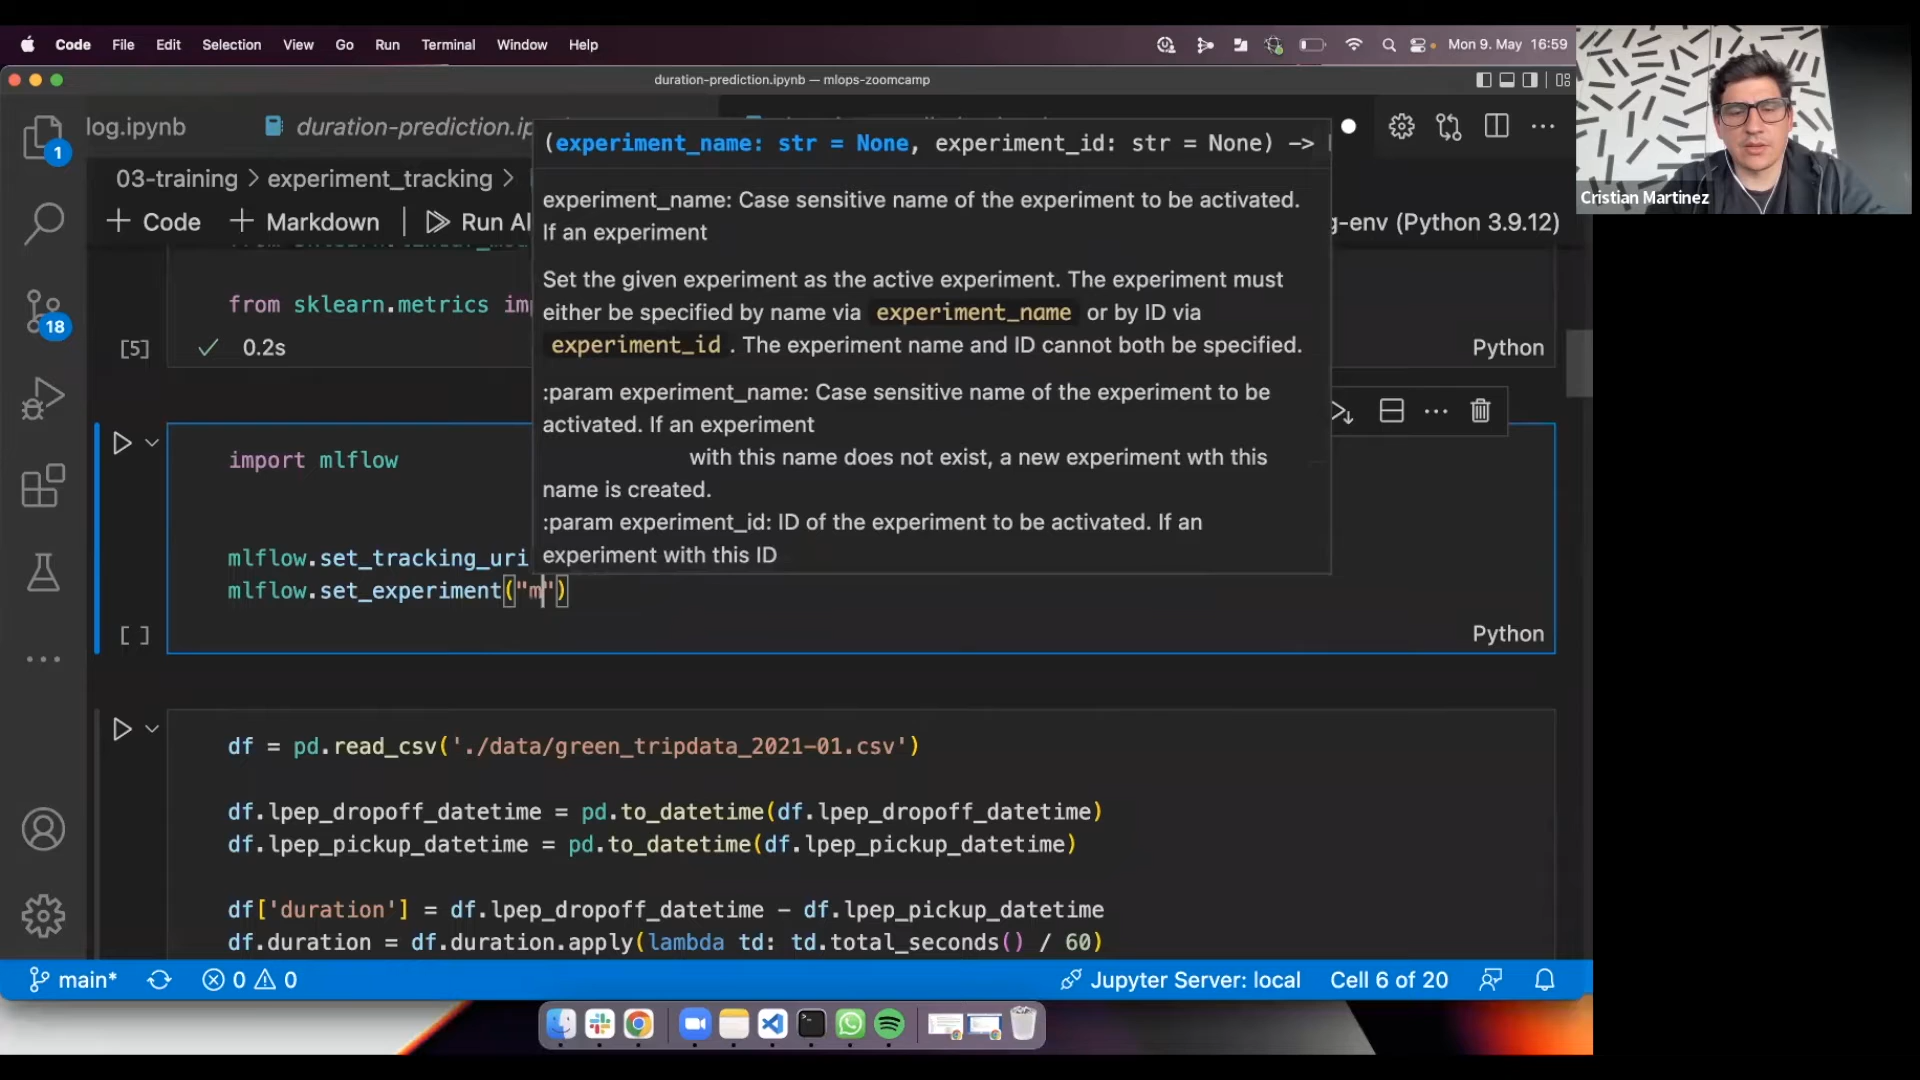 Code File Edit Selection View Go Run Terminal Window Help
Mon 9. May 16:59
duration-prediction.ipynb — mlops-zoomcamp
log.ipynb
duration-prediction.ip
03-training > experiment_tracking >
+ Code + Markdown | Run Al
g-env (Python 3.9.12)
Cristian Martinez
1
18
(experiment_name: str = None, experiment_id: str = None) ->
experiment_name: Case sensitive name of the experiment to be activated.
If an experiment
Set the given experiment as the active experiment. The experiment must
either be specified by name via experiment_name or by ID via
experiment_id . The experiment name and ID cannot both be specified.
:param experiment_name: Case sensitive name of the experiment to be
activated. If an experiment
with this name does not exist, a new experiment wth this
name is created.
:param experiment_id: ID of the experiment to be activated. If an
experiment with this ID
from sklearn.metrics im
[5] 0.2s
Python
import mlflow
mlflow.set_tracking_uri
mlflow.set_experiment("m")
[ ]
Python
df = pd.read_csv('./data/green_tripdata_2021-01.csv')
df.lpep_dropoff_datetime = pd.to_datetime(df.lpep_dropoff_datetime)
df.lpep_pickup_datetime = pd.to_datetime(df.lpep_pickup_datetime)
df['duration'] = df.lpep_dropoff_datetime - df.lpep_pickup_datetime
df.duration = df.duration.apply(lambda td: td.total_seconds() / 60)
main* 0 0
Jupyter Server: local Cell 6 of 20